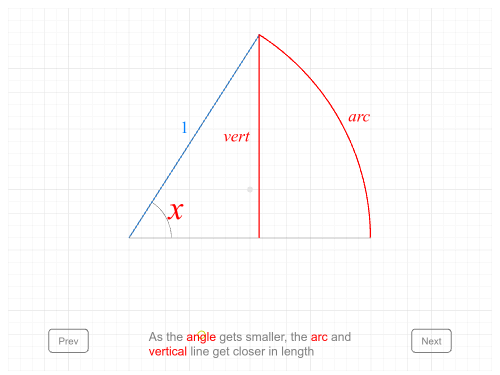 1
vert
arc
x
Prev
As the angle gets smaller, the arc and
vertical line get closer in length
Next